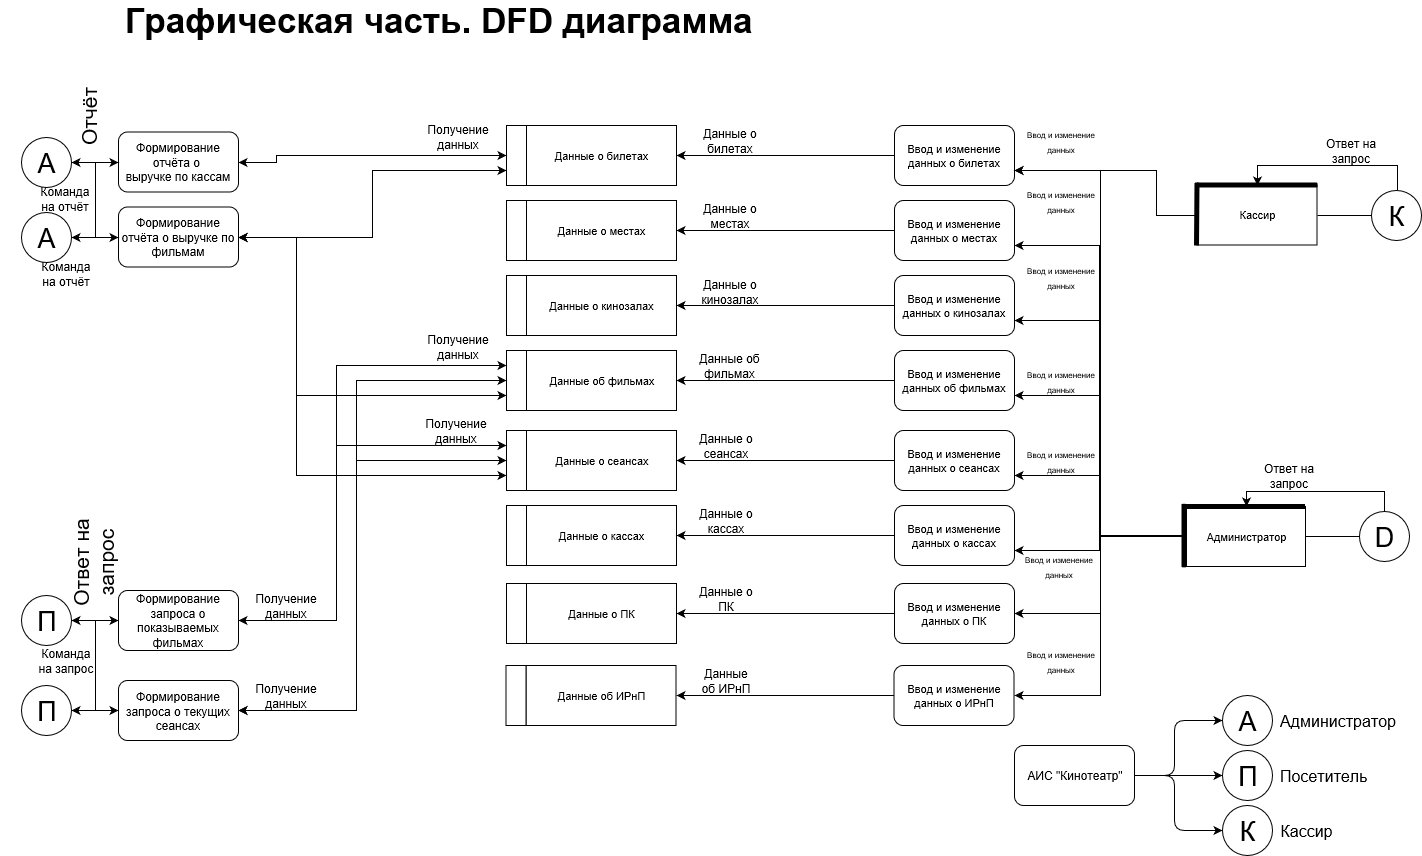 Графическая часть. DFD диаграмма
Отчёт
А
Команда
на отчёт
А
Команда
на отчёт
Формирование
отчёта о
выручке по кассам
Формирование
отчёта о выручке по
фильмам
Получение
данных
Данные о билетах
Данные о
билетах
Ввод и изменение
данных о билетах
Ввод и изменение
данных
Данные о местах
Данные о
местах
Ввод и изменение
данных о местах
Ввод и изменение
данных
Данные о кинозалах
Данные о
кинозалах
Ввод и изменение
данных о кинозалах
Ввод и изменение
данных
Получение
данных
Данные об фильмах
Данные об
фильмах
Ввод и изменение
данных об фильмах
Ввод и изменение
данных
Получение
данных
Данные о сеансах
Данные о
сеансах
Ввод и изменение
данных о сеансах
Ввод и изменение
данных
Данные о кассах
Данные о
кассах
Ввод и изменение
данных о кассах
Ввод и изменение
данных
Данные о ПК
Данные о
ПК
Ввод и изменение
данных о ПК
Ввод и изменение
данных
Данные об ИРнП
Данные
об ИРнП
Ввод и изменение
данных о ИРнП
Ответ на
запрос
Кассир
К
Ответ на
запрос
Администратор
D
Ответ на
запрос
П
Команда
на запрос
П
Формирование
запроса о
показываемых
фильмах
Получение
данных
Формирование
запроса о текущих
сеансах
Получение
данных
АИС "Кинотеатр"
А
Администратор
П
Посетитель
К
Кассир